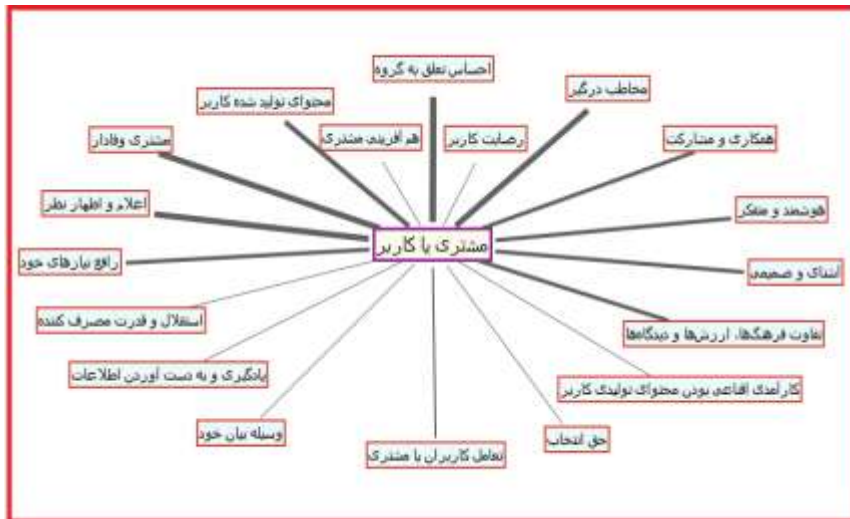 احساس تعلق به گروه
مخاطب درگیر
محتوای تولید شده کاربر
رضایت کاربر
هم آفرینی مشتری
همکاری و مشارکت
مشتری وفادار
هوشمند و متفکر
اعلام و اظهار نظر
مشتری یا کاربر
رافع نیازهای خود
ابتدای و صمیمی
استقلال و قدرت مصرف کننده
تفاوت فرهنگ‌ها، ارزش‌ها و دیدگاه‌ها
یادگیری و به دست آوردن اطلاعات
کارآمدی اقناعی بودن محتوای تولیدی کاربر
وسیله بیان خود
حق انتخاب
تعامل کاربران با مشتری